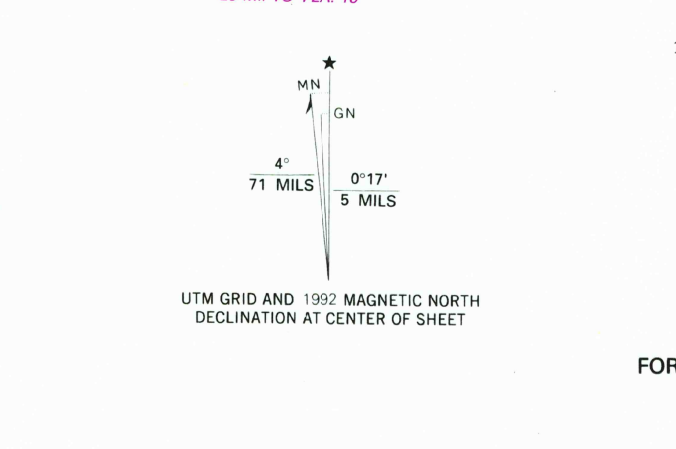 MN
GN
4°
71 MILS
0°17'
5 MILS
UTM GRID AND 1992 MAGNETIC NORTH
DECLINATION AT CENTER OF SHEET
FOR